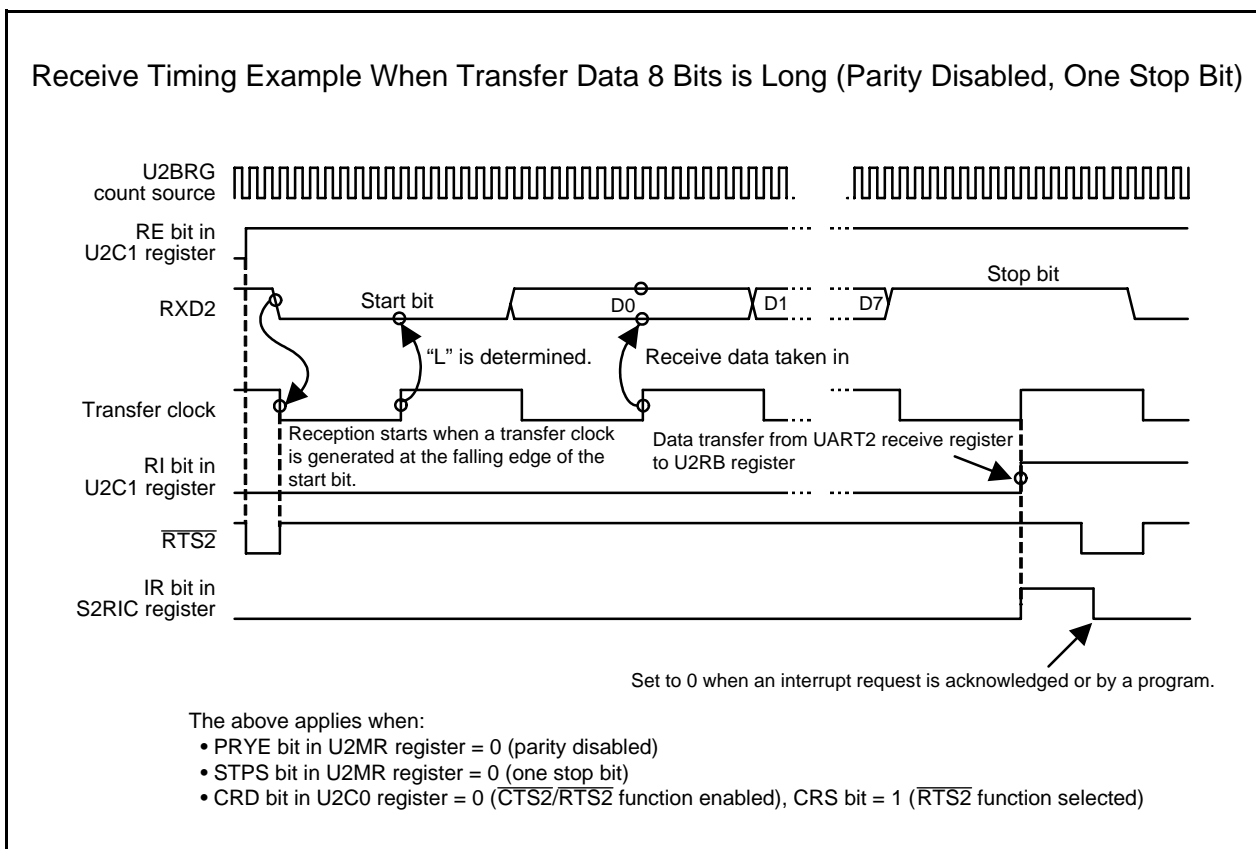 Receive Timing Example When Transfer Data 8 Bits is Long (Parity Disabled, One Stop Bit)
U2BRG
count source
RE bit in
U2C1 register
RXD2
Start bit
D0
D1
D7
Stop bit
"L" is determined.
Receive data taken in
Transfer clock
Reception starts when a transfer clock
is generated at the falling edge of the
start bit.
Data transfer from UART2 receive register
to U2RB register
RI bit in
U2C1 register
RTS2
IR bit in
S2RIC register
Set to 0 when an interrupt request is acknowledged or by a program.
The above applies when:
• PRYE bit in U2MR register = 0 (parity disabled)
• STPS bit in U2MR register = 0 (one stop bit)
• CRD bit in U2C0 register = 0 (CTS2/RTS2 function enabled), CRS bit = 1 (RTS2 function selected)